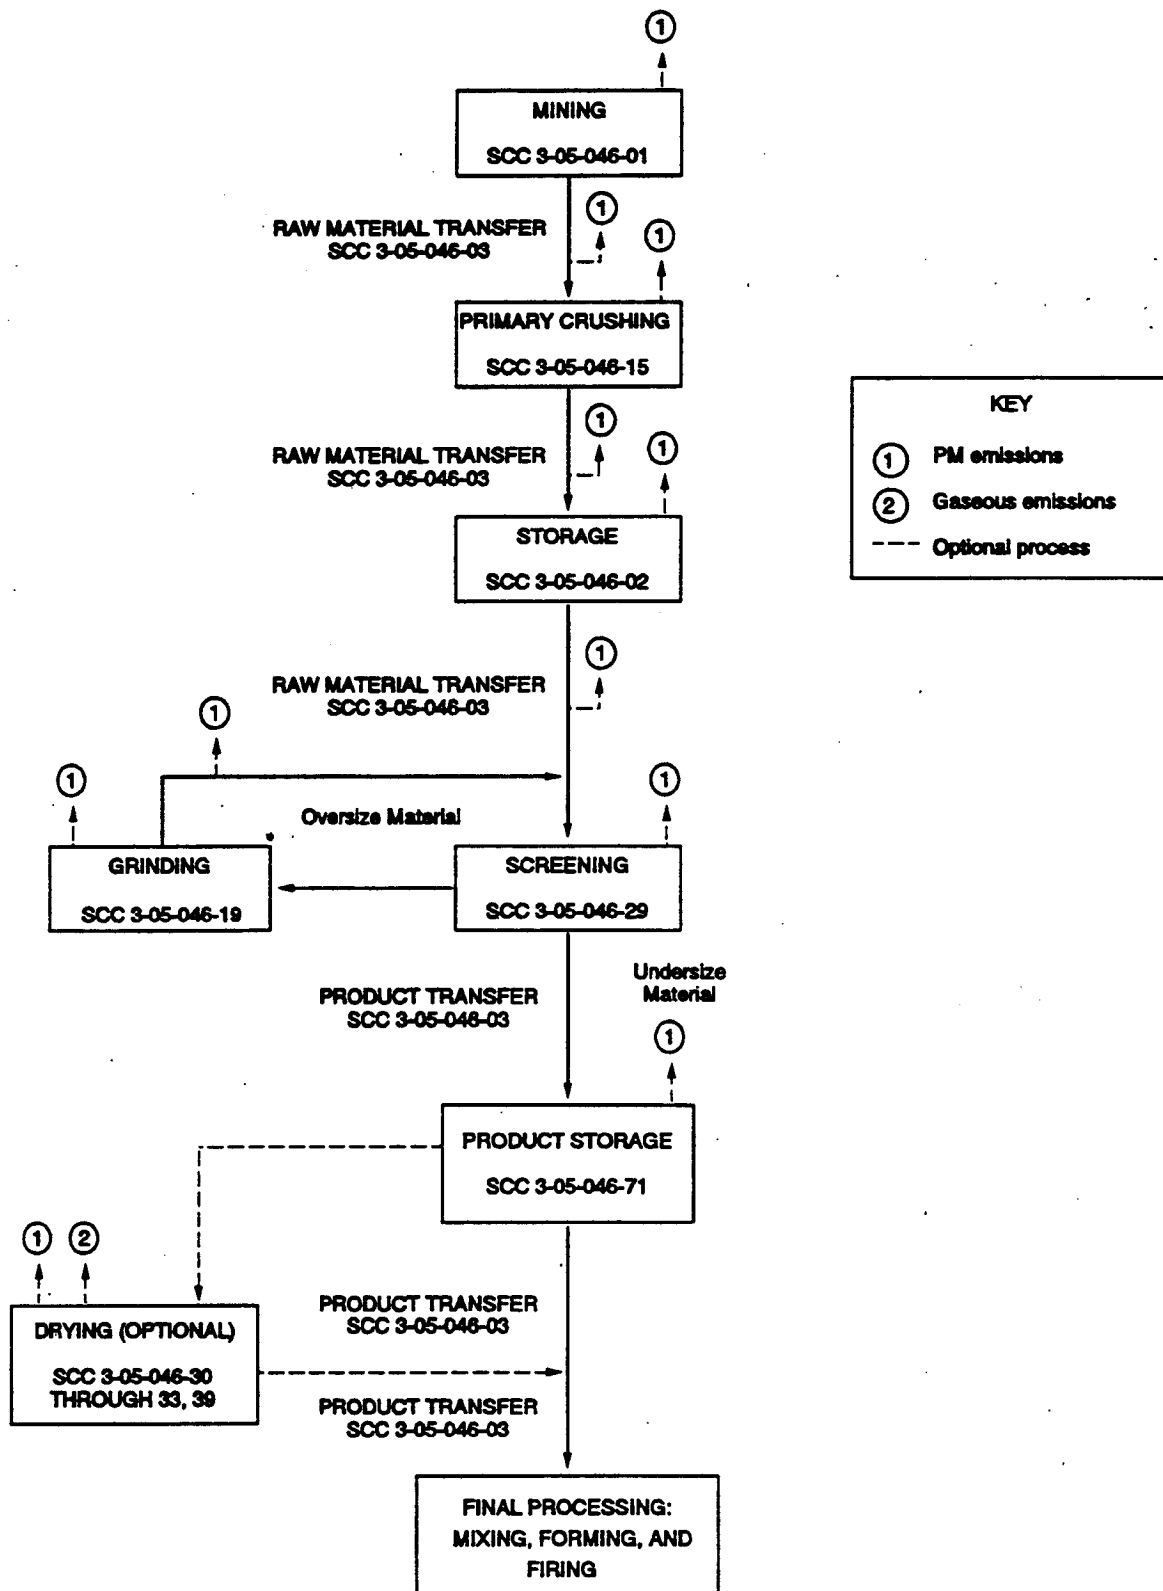 ①
MINING
SCC 3-05-046-01
①
RAW MATERIAL TRANSFER
SCC 3-05-046-03
①
PRIMARY CRUSHING
SCC 3-05-046-15
①
RAW MATERIAL TRANSFER
SCC 3-05-046-03
①
STORAGE
SCC 3-05-046-02
KEY
① PM emissions
② Gaseous emissions
Optional process
①
RAW MATERIAL TRANSFER
SCC 3-05-046-03
①
①
①
Oversize Material
GRINDING
SCC 3-05-046-19
SCREENING
SCC 3-05-046-29
Undersize
Material
PRODUCT TRANSFER
SCC 3-05-046-03
①
PRODUCT STORAGE
SCC 3-05-046-71
① ②
DRYING (OPTIONAL)
SCC 3-05-046-30
THROUGH 33, 39
PRODUCT TRANSFER
SCC 3-05-046-03
PRODUCT TRANSFER
SCC 3-05-046-03
FINAL PROCESSING:
MIXING, FORMING, AND
FIRING